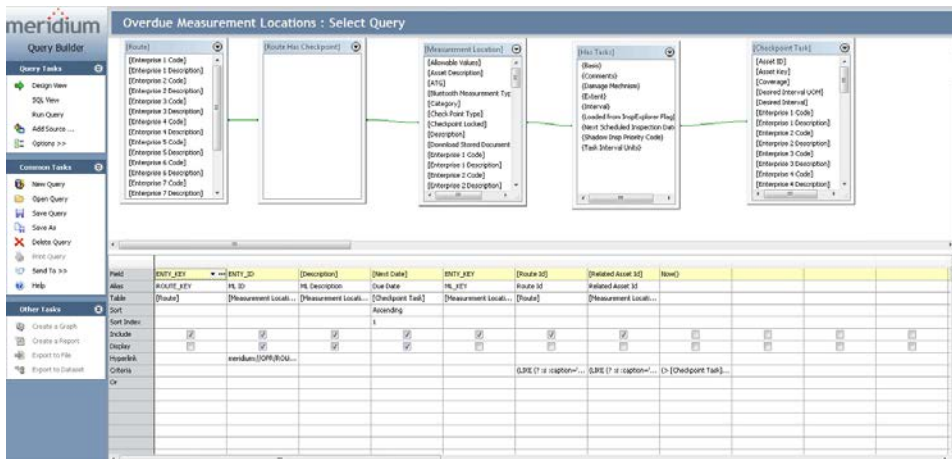 meridium
Overdue Measurement Locations : Select Query
Query Builder
Query Tasks
Design View
SQL View
Run Query
Add Source ...
Options >>
Common Tasks
New Query
Open Query
Save Query
Save As
Delete Query
Print Query
Send To >>
Help
Other Tasks
Create a Graph
Create a Report
Export to File
Export to Dataset
[Route]
[Enterprise 1 Code]
[Enterprise 1 Description]
[Enterprise 2 Code]
[Enterprise 2 Description]
[Enterprise 3 Code]
[Enterprise 3 Description]
[Enterprise 4 Code]
[Enterprise 4 Description]
[Enterprise 5 Code]
[Enterprise 5 Description]
[Enterprise 6 Code]
[Enterprise 6 Description]
[Enterprise 7 Code]
[Enterprise 7 Description]
{Route Has Checkpoint}
[Measurement Location]
[Allowable Values]
[Asset Description]
[ATG]
[Bluetooth Measurement Typ
[Category]
[Check Point Type]
[Checkpoint Locked]
[Description]
[Download Stored Document
[Enterprise 1 Code]
[Enterprise 1 Description]
[Enterprise 2 Code]
[Enterprise 2 Description]
{Has Tasks}
{Basis}
{Comments}
{Damage Mechnism}
{Extent}
{Interval}
{Loaded from InspExplorer Flag}
{Next Scheduled Inspection Date
{Shadow Insp Priority Code}
{Task Interval Units}
[Checkpoint Task]
[Asset ID]
[Asset Key]
[Coverage]
[Desired Interval UOM]
[Desired Interval]
[Enterprise 1 Code]
[Enterprise 1 Description]
[Enterprise 2 Code]
[Enterprise 2 Description]
[Enterprise 3 Code]
[Enterprise 3 Description]
[Enterprise 4 Code]
[Enterprise 4 Description]
Field ENTY_KEY ENTY_ID [Description] [Next Date] ENTY_KEY [Route Id] [Related Asset Id] Now()
Alias ROUTE_KEY ML ID ML Description Due Date ML_KEY Route Id Related Asset Id
Table [Route] [Measurement Locati... [Measurement Locati... [Checkpoint Task] [Measurement Locati... [Route] [Measurement Locati...
Sort Ascending
Sort Index 1
Include
Display
Hyperlink meridium://OPR/ROU...
Criteria (LIKE (? :s :caption='... (LIKE (? :s :caption='... (> [Checkpoint Task]...
Or